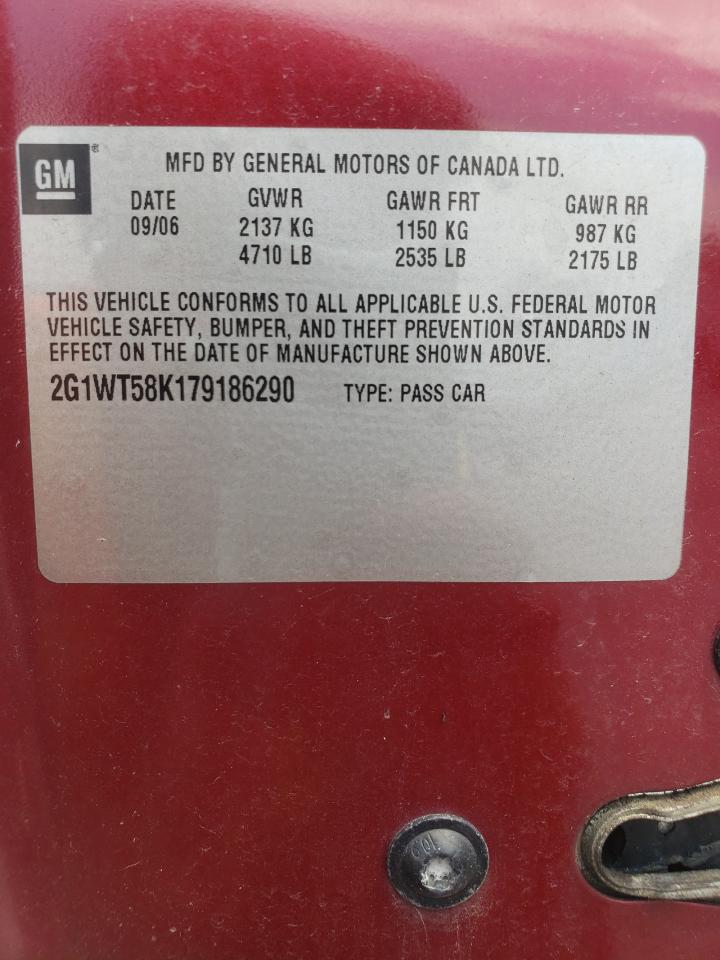 GM®
MFD BY GENERAL MOTORS OF CANADA LTD.
DATE GVWR GAWR FRT GAWR RR
09/06 2137 KG 1150 KG 987 KG
4710 LB 2535 LB 2175 LB
THIS VEHICLE CONFORMS TO ALL APPLICABLE U.S. FEDERAL MOTOR
VEHICLE SAFETY, BUMPER, AND THEFT PREVENTION STANDARDS IN
EFFECT ON THE DATE OF MANUFACTURE SHOWN ABOVE.
2G1WT58K179186290 TYPE: PASS CAR